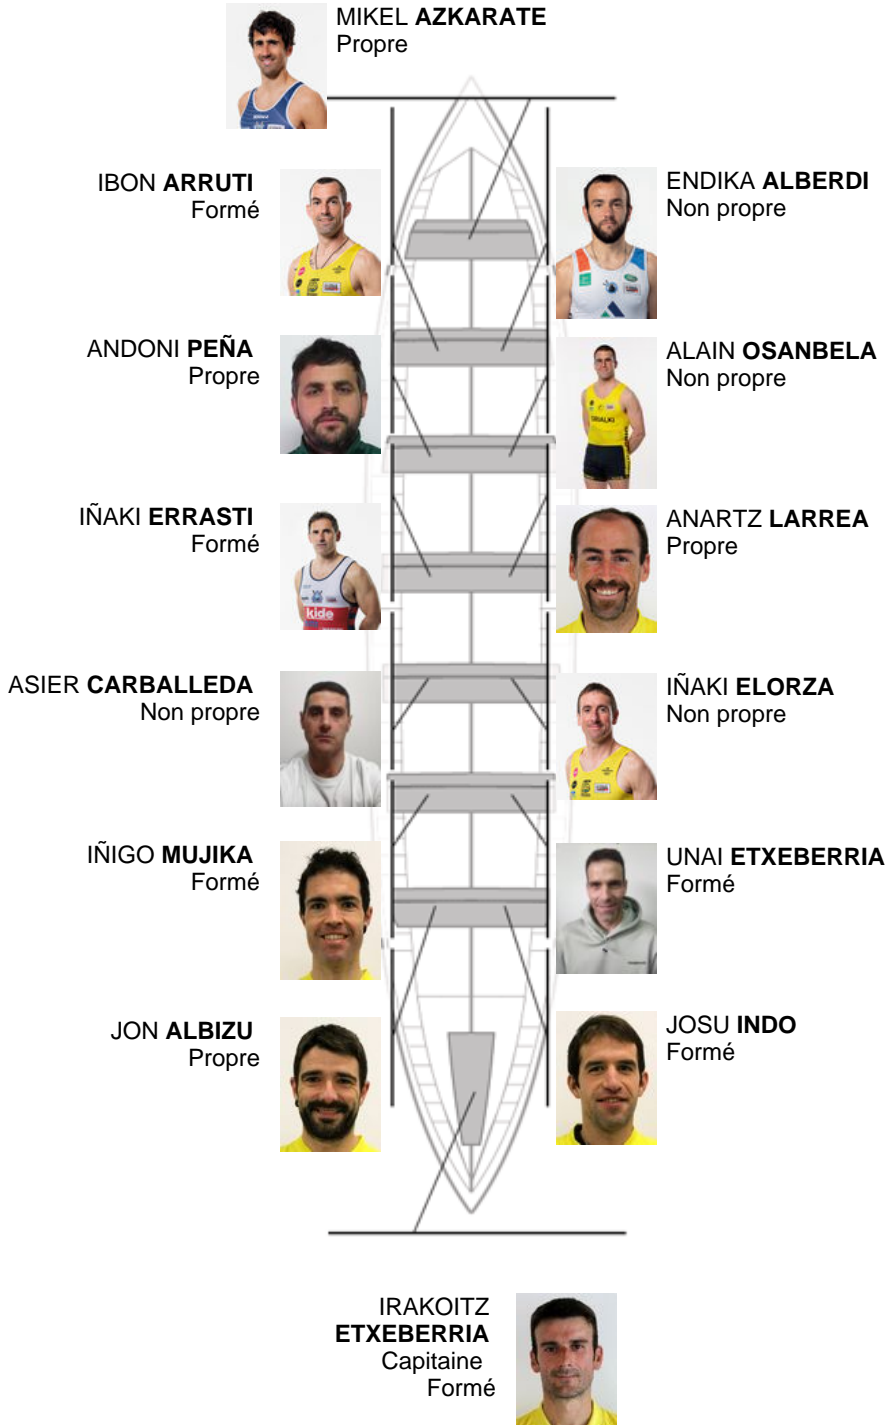 MIKEL AZKARATE
Propre
IBON ARRUTI
Formé
ENDIKA ALBERDI
Non propre
ANDONI PEÑA
Propre
ALAIN OSANBELA
Non propre
IÑAKI ERRASTI
Formé
ANARTZ LARREA
Propre
kide
ASIER CARBALLEDA
Non propre
IÑAKI ELORZA
Non propre
IÑIGO MUJIKA
Formé
UNAI ETXEBERRIA
Formé
JON ALBIZU
Propre
JOSU INDO
Formé
IRAKOITZ
ETXEBERRIA
Capitaine
Formé